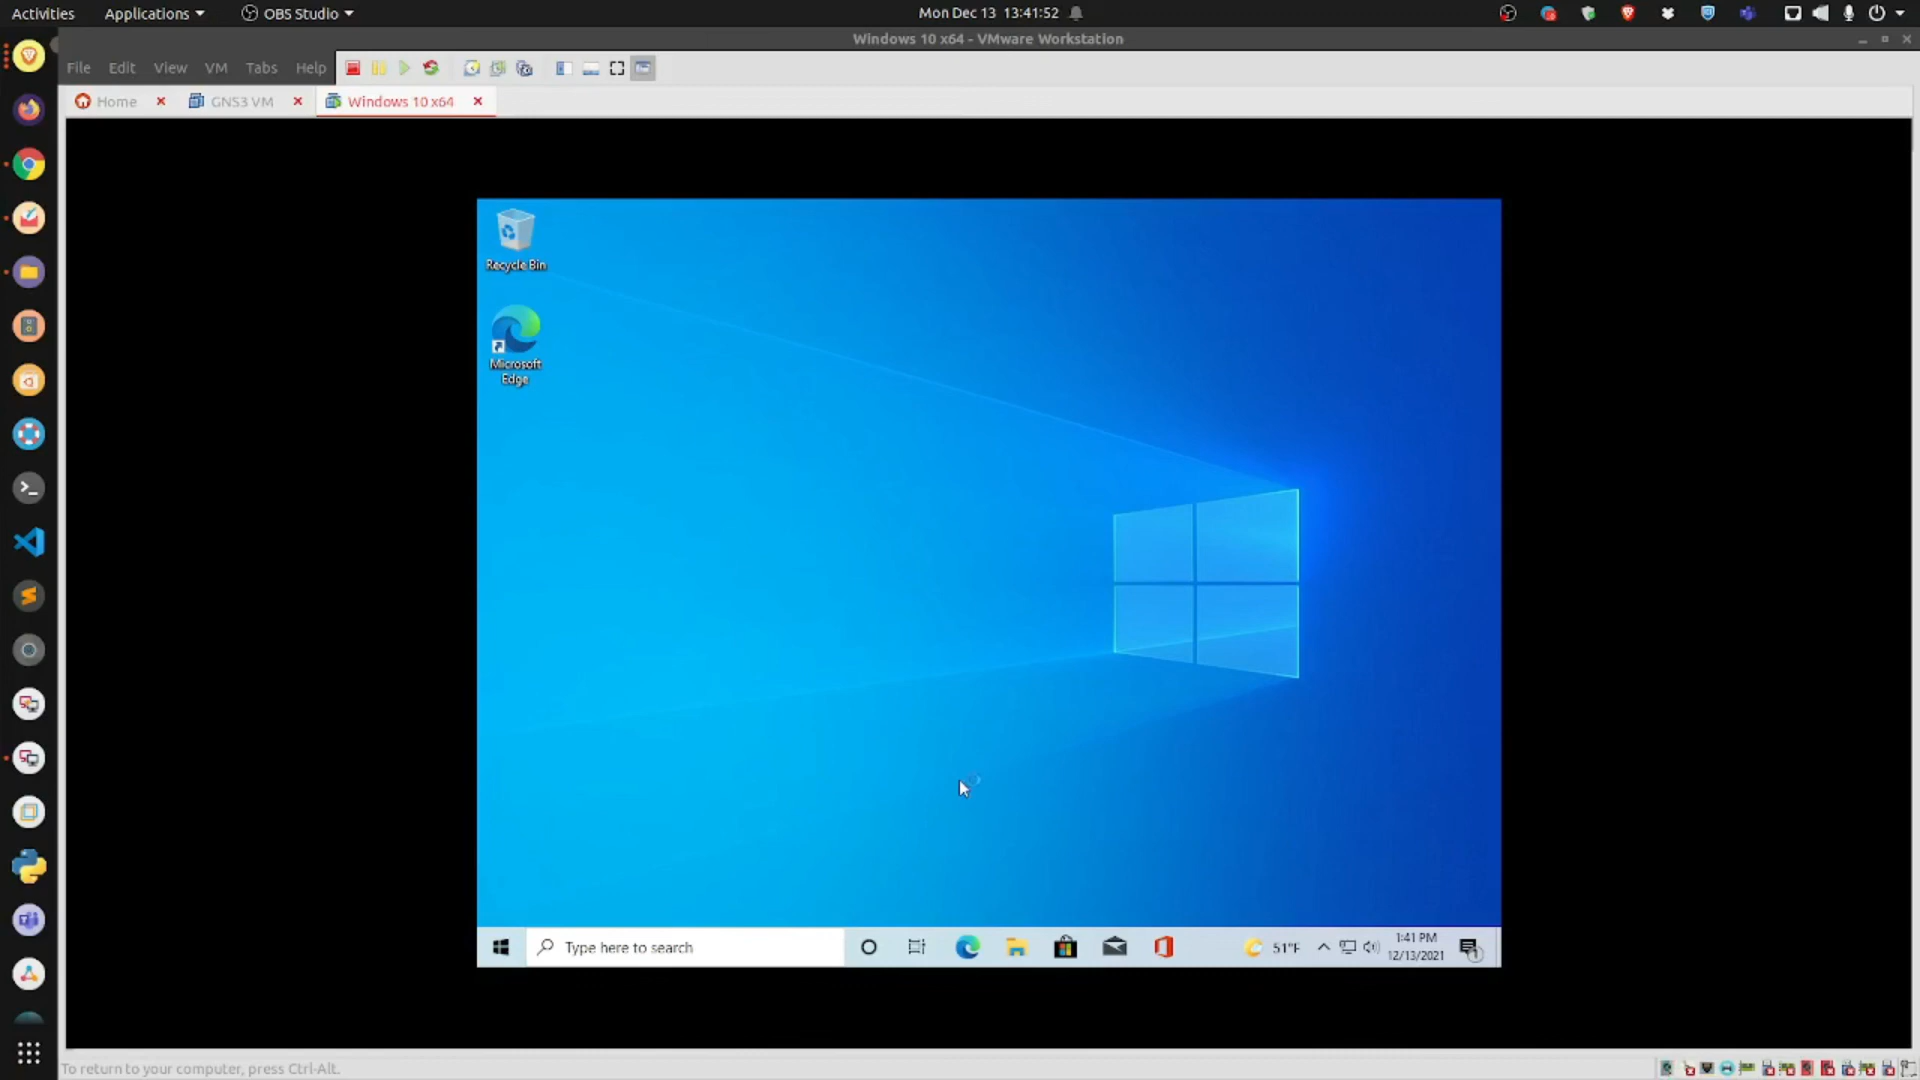 Activities Applications OBS Studio Mon Dec 13 13:41:52
Windows 10 x64 - VMware Workstation
File Edit View VM Tabs Help
Home GNS3 VM Windows 10 x64
Recycle Bin
Microsoft
Edge
Type here to search 51°F 1:41 PM
12/13/2021
1
To return to your computer, press Ctrl-Alt.